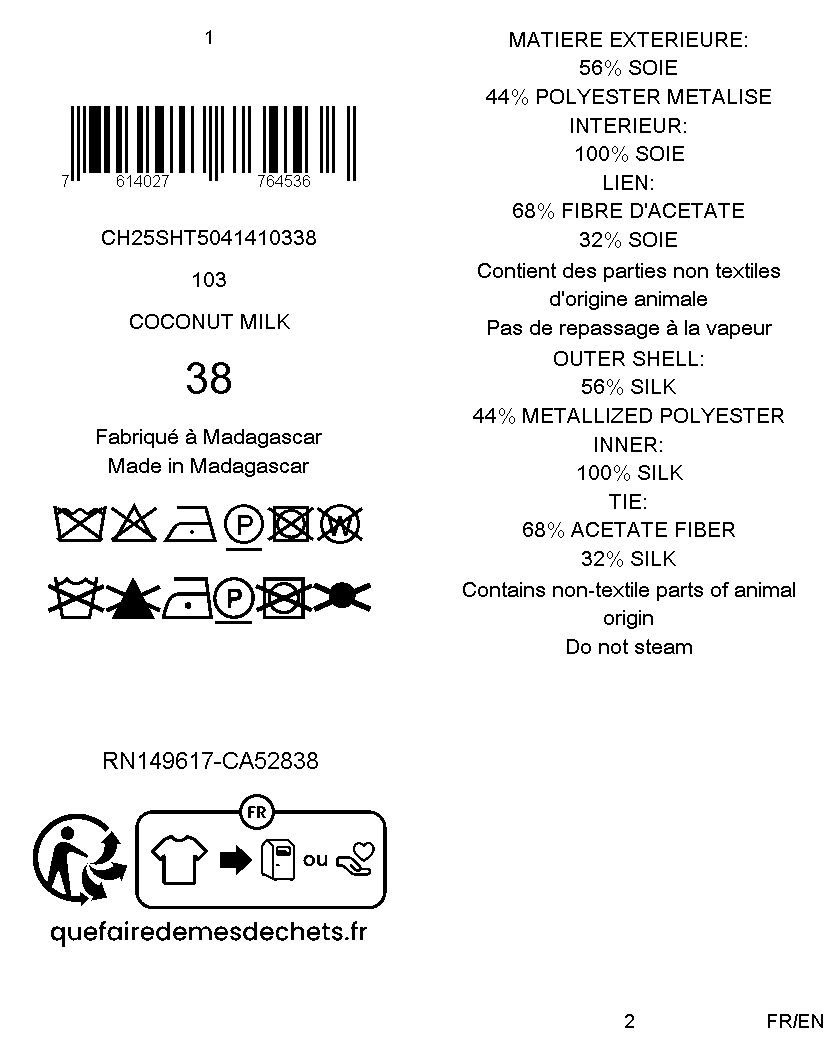 1
7 614027 764536
CH25SHT5041410338
103
COCONUT MILK
38
Fabriqué à Madagascar
Made in Madagascar
P
W
P
RN149617-CA52838
FR
ou
quefairedemesdechets.fr
MATIERE EXTERIEURE:
56% SOIE
44% POLYESTER METALISE
INTERIEUR:
100% SOIE
LIEN:
68% FIBRE D'ACETATE
32% SOIE
Contient des parties non textiles
d'origine animale
Pas de repassage à la vapeur
OUTER SHELL:
56% SILK
44% METALLIZED POLYESTER
INNER:
100% SILK
TIE:
68% ACETATE FIBER
32% SILK
Contains non-textile parts of animal
origin
Do not steam
2
FR/EN